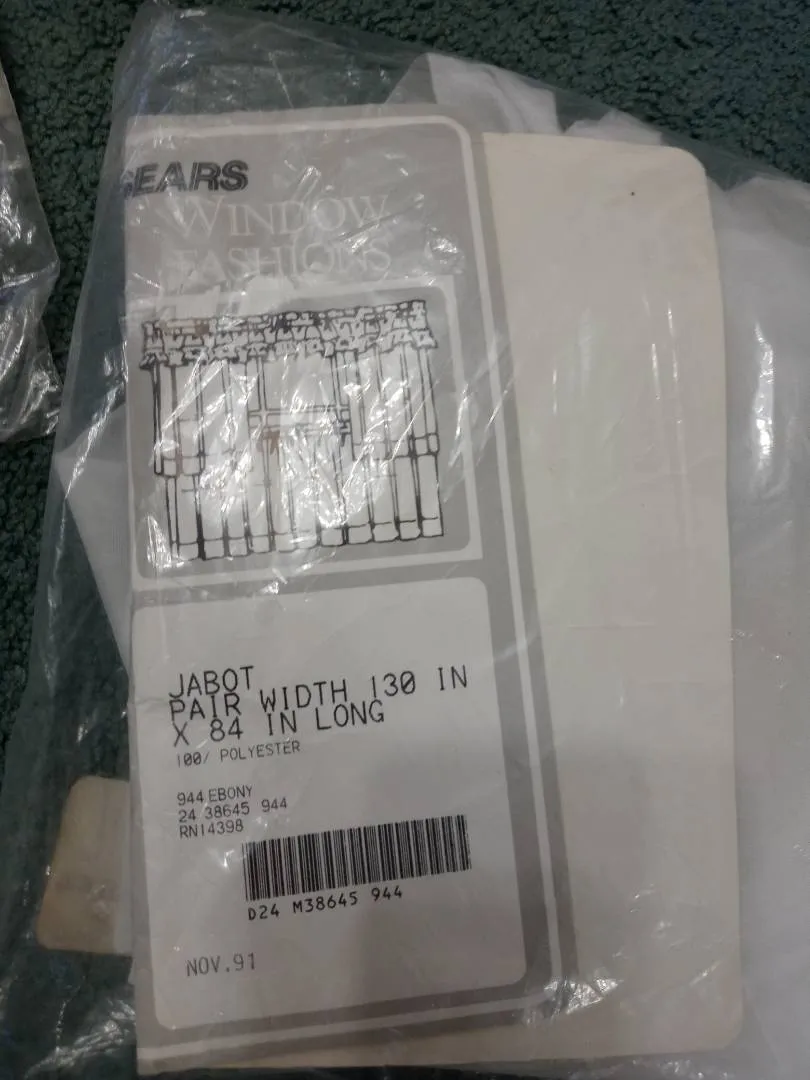 SEARS
WINDOW
FASHIONS
JABOT
PAIR WIDTH 130 IN
X 84 IN LONG
100/ POLYESTER
944 EBONY
24 38645 944
RN14398
D24 M38645 944
NOV.91